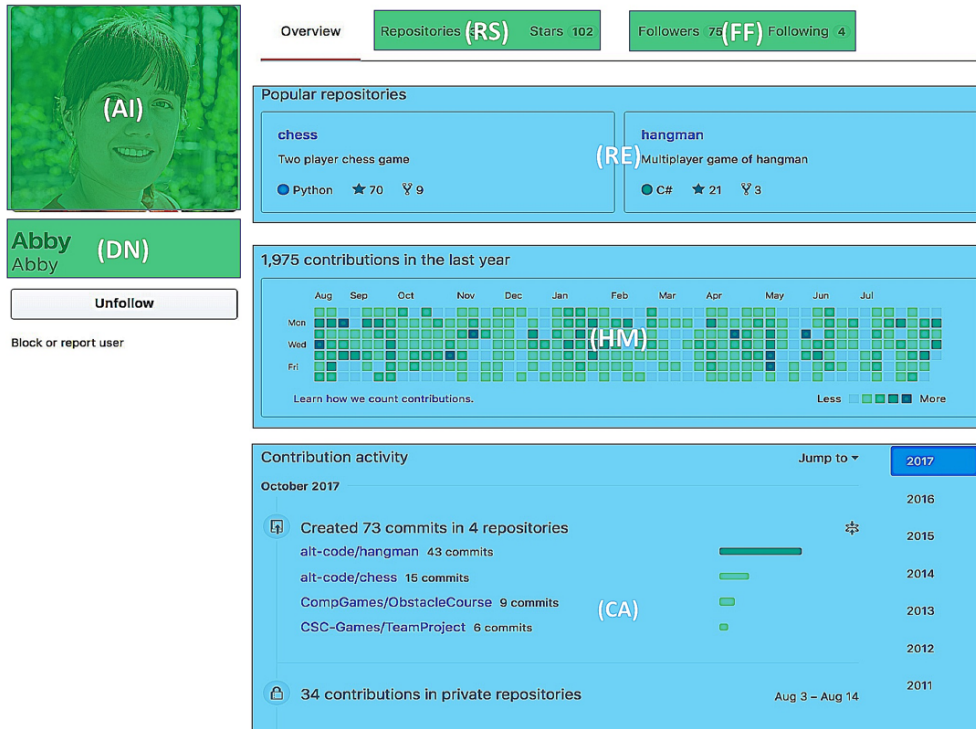 Overview Repositories (RS) Stars 102 Followers 75 (FF) Following 4
(AI)
Popular repositories
chess hangman
Two player chess game (RE) Multiplayer game of hangman
Python 70 9 C# 21 3
Abby
Abby
(DN)
Unfollow
Block or report user
1,975 contributions in the last year
Aug Sep Oct Nov Dec Jan Feb Mar Apr May Jun Jul
Mon
Wed (HM)
Fri
Learn how we count contributions. Less More
Contribution activity Jump to
October 2017
Created 73 commits in 4 repositories
alt-code/hangman 43 commits
alt-code/chess 15 commits
CompGames/ObstacleCourse 9 commits
(CA)
CSC-Games/TeamProject 6 commits
34 contributions in private repositories Aug 3 – Aug 14
2017
2016
2015
2014
2013
2012
2011